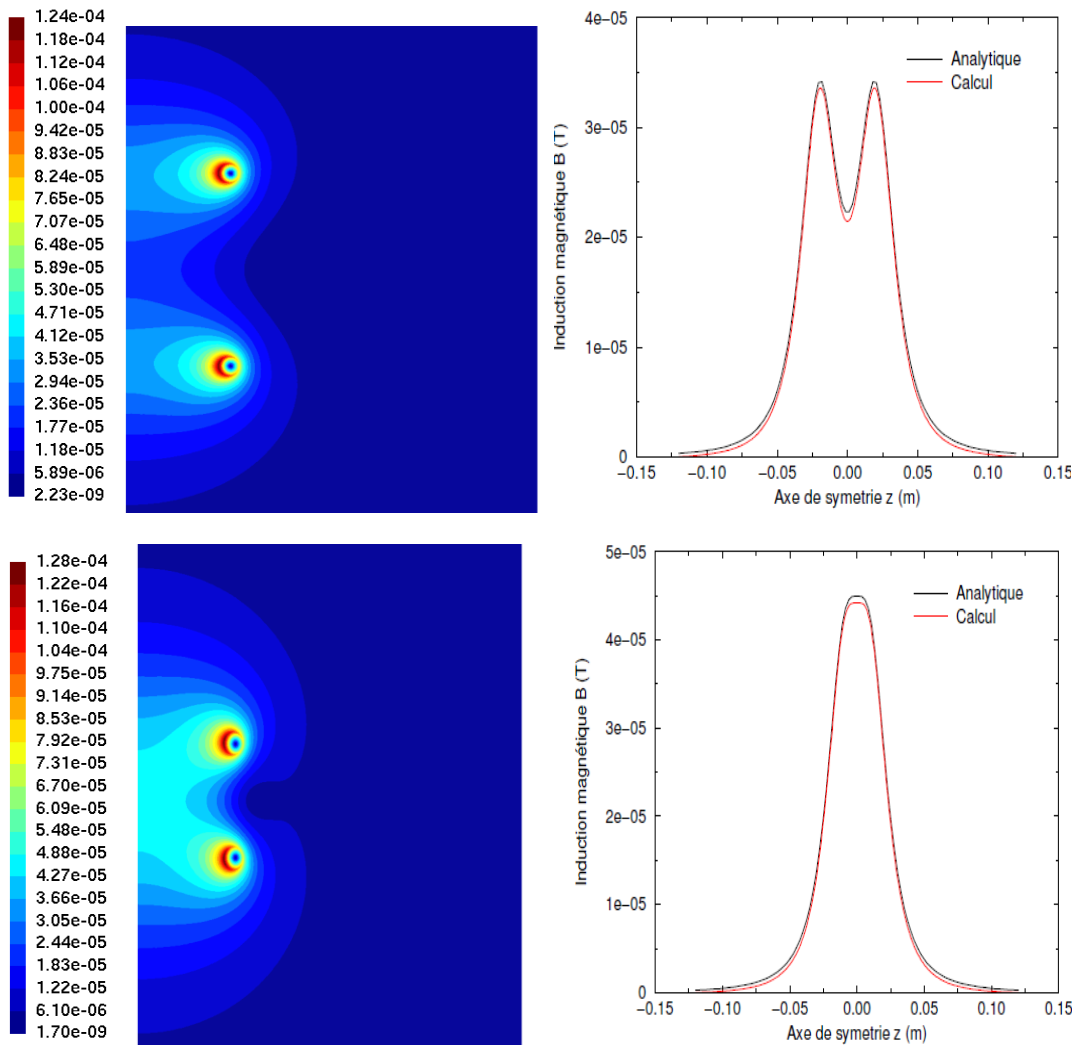 1.24e-04
1.18e-04
1.12e-04
1.06e-04
1.00e-04
9.42e-05
8.83e-05
8.24e-05
7.65e-05
7.07e-05
6.48e-05
5.89e-05
5.30e-05
4.71e-05
4.12e-05
3.53e-05
2.94e-05
2.36e-05
1.77e-05
1.18e-05
5.89e-06
2.23e-09
4e−05
3e−05
2e−05
1e−05
0
Induction magnétique B (T)
Analytique
Calcul
−0.15 −0.10 −0.05 0.00 0.05 0.10 0.15
Axe de symetrie z (m)
1.28e-04
1.22e-04
1.16e-04
1.10e-04
1.04e-04
9.75e-05
9.14e-05
8.53e-05
7.92e-05
7.31e-05
6.70e-05
6.09e-05
5.48e-05
4.88e-05
4.27e-05
3.66e-05
3.05e-05
2.44e-05
1.83e-05
1.22e-05
6.10e-06
1.70e-09
5e−05
4e−05
3e−05
2e−05
1e−05
0
Induction magnétique B (T)
Analytique
Calcul
−0.15 −0.10 −0.05 0.00 0.05 0.10 0.15
Axe de symetrie z (m)